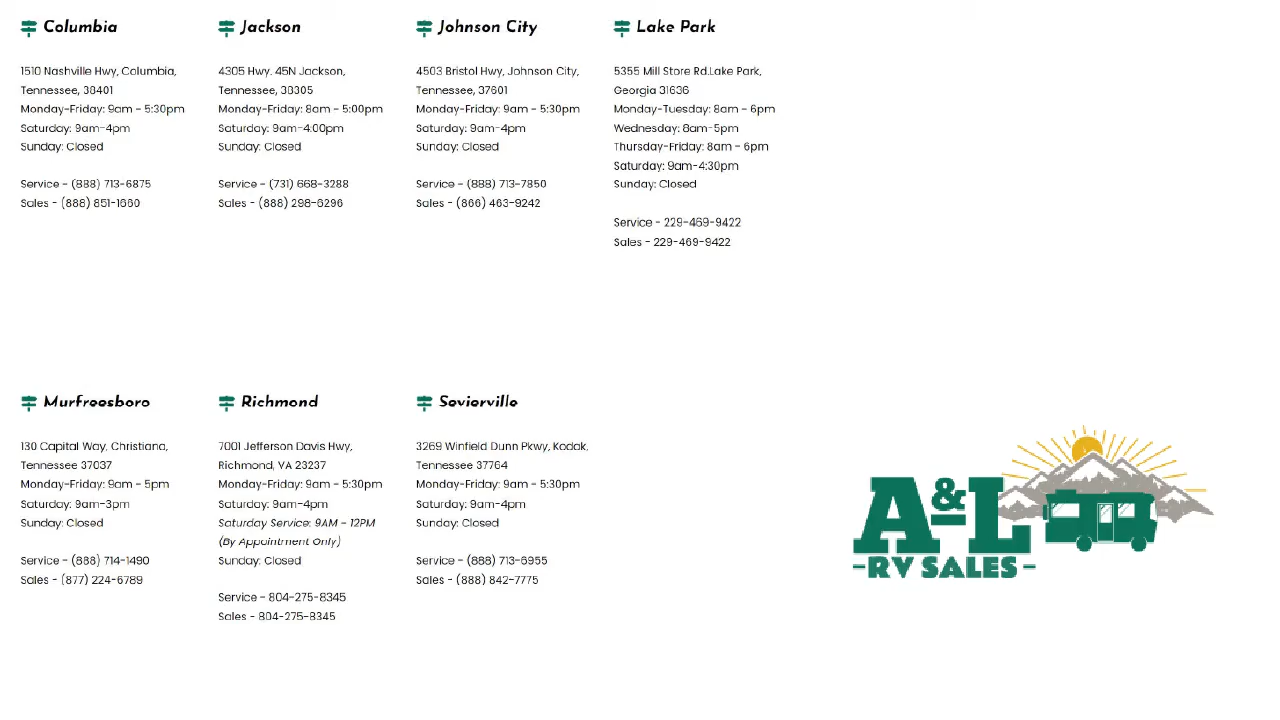 Columbia
1510 Nashville Hwy, Columbia,
Tennessee, 38401
Monday-Friday: 9am - 5:30pm
Saturday: 9am-4pm
Sunday: Closed
Service - (888) 713-6875
Sales - (888) 851-1660
Jackson
4305 Hwy. 45N Jackson,
Tennessee, 38305
Monday-Friday: 8am - 5:00pm
Saturday: 9am-4:00pm
Sunday: Closed
Service - (731) 668-3288
Sales - (888) 298-6296
Johnson City
4503 Bristol Hwy, Johnson City,
Tennessee, 37601
Monday-Friday: 9am - 5:30pm
Saturday: 9am-4pm
Sunday: Closed
Service - (888) 713-7850
Sales - (866) 463-9242
Lake Park
5355 Mill Store Rd.Lake Park,
Georgia 31636
Monday-Tuesday: 8am - 6pm
Wednesday: 8am-5pm
Thursday-Friday: 8am - 6pm
Saturday: 9am-4:30pm
Sunday: Closed
Service - 229-469-9422
Sales - 229-469-9422
Murfreesboro
130 Capital Way, Christiana,
Tennessee 37037
Monday-Friday: 9am - 5pm
Saturday: 9am-3pm
Sunday: Closed
Service - (888) 714-1490
Sales - (877) 224-6789
Richmond
7001 Jefferson Davis Hwy,
Richmond, VA 23237
Monday-Friday: 9am - 5:30pm
Saturday: 9am-4pm
Saturday Service: 9AM - 12PM
(By Appointment Only)
Sunday: Closed
Service - 804-275-8345
Sales - 804-275-8345
Sevierville
3269 Winfield Dunn Pkwy, Kodak,
Tennessee 37764
Monday-Friday: 9am - 5:30pm
Saturday: 9am-4pm
Sunday: Closed
Service - (888) 713-6955
Sales - (888) 842-7775
A&L
-RV SALES-